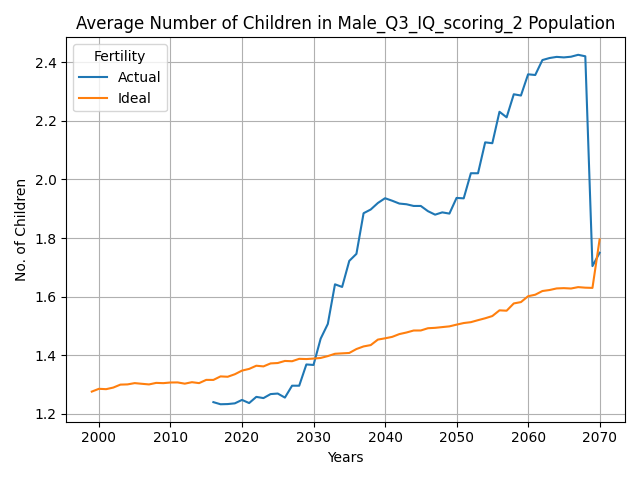 Average Number of Children in Male_Q3_IQ_scoring_2 Population
Fertility
Actual
Ideal
2.4
2.2
2.0
1.8
1.6
1.4
1.2
No. of Children
2000 2010 2020 2030 2040 2050 2060 2070
Years